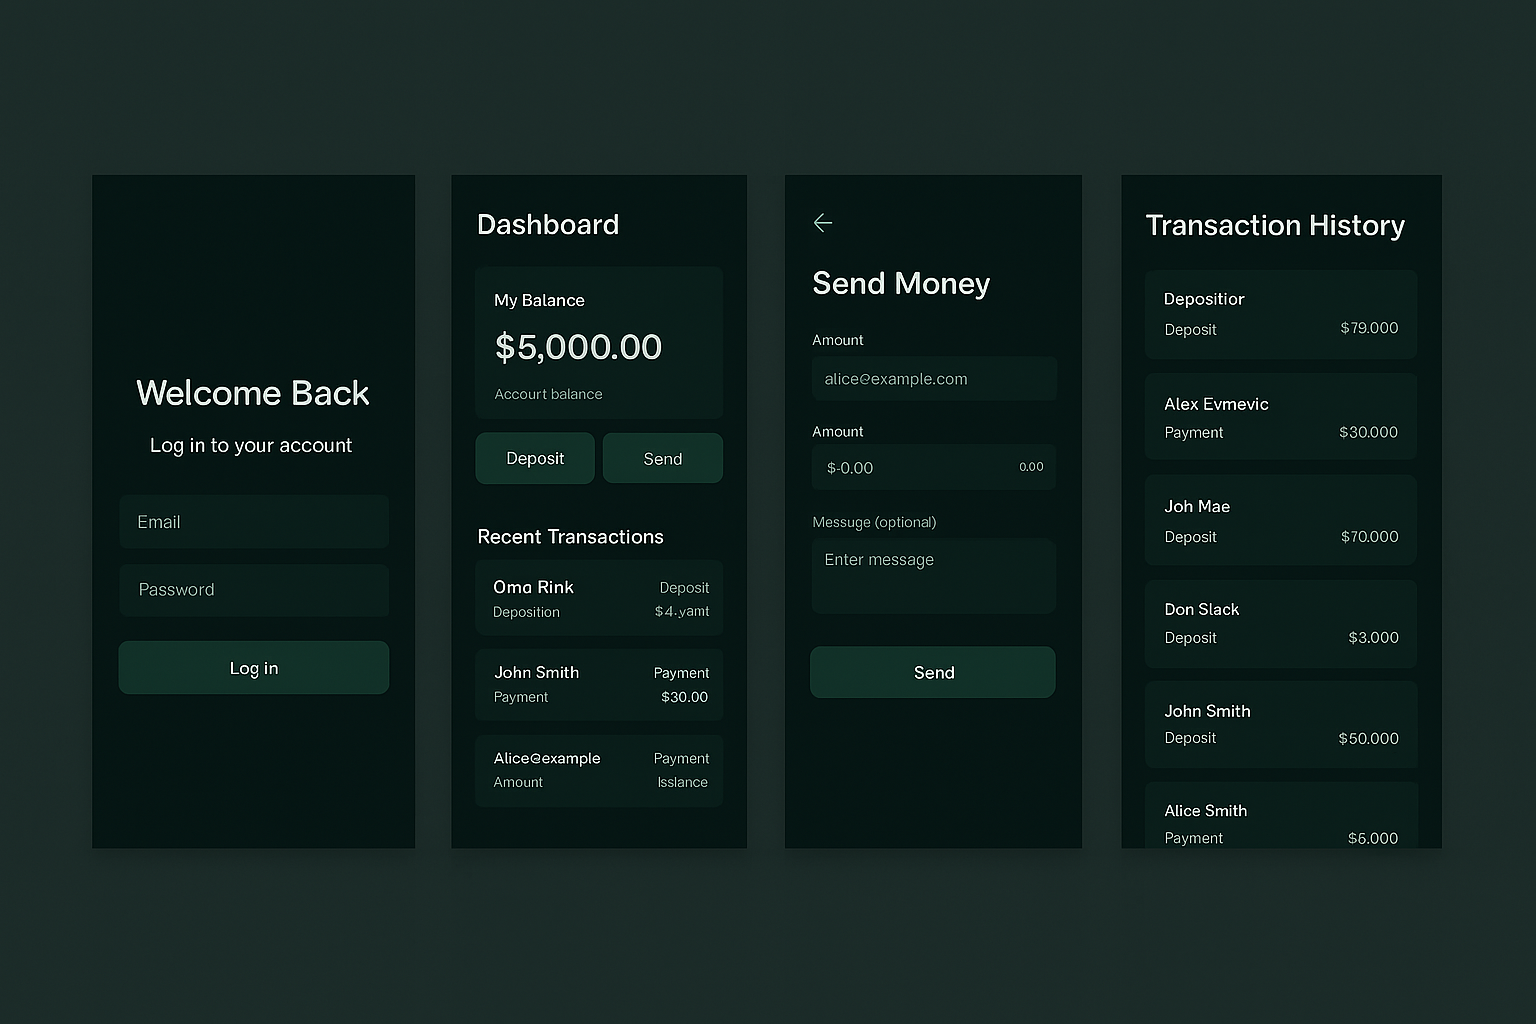 Welcome Back
Log in to your account
Email
Password
Log in
Dashboard
My Balance
$5,000.00
Accourt balance
Deposit
Send
Recent Transactions
Oma Rink Deposit
Deposition $4.yamt
John Smith Payment
Payment $30.00
Alice@example Payment
Amount Isslance
Send Money
Amount
alice@example.com
Amount
$-0.00 0.00
Message (optional)
Enter message
Send
Transaction History
Depositior
Deposit $79.000
Alex Evmevic
Payment $30.000
Joh Mae
Deposit $70.000
Don Slack
Deposit $3.000
John Smith
Deposit $50.000
Alice Smith
Payment $6.000